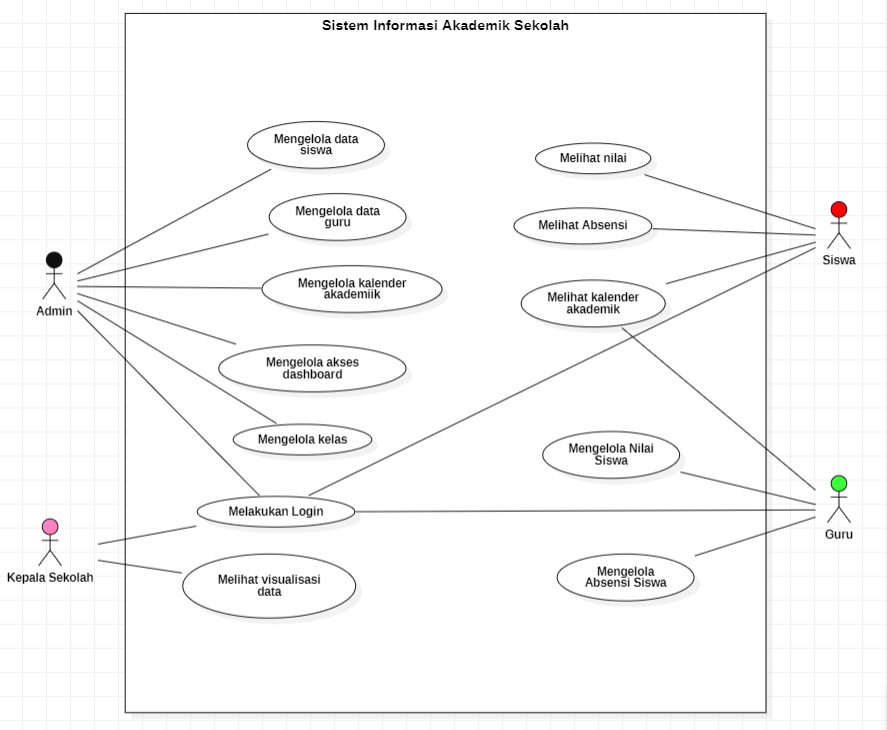 Sistem Informasi Akademik Sekolah
Mengelola data
siswa
Mengelola data
guru
Mengelola kalender
akademiik
Mengelola akses
dashboard
Mengelola kelas
Melakukan Login
Melihat visualisasi
data
Melihat nilai
Melihat Absensi
Melihat kalender
akademik
Mengelola Nilai
Siswa
Mengelola
Absensi Siswa
Admin
Kepala Sekolah
Siswa
Guru